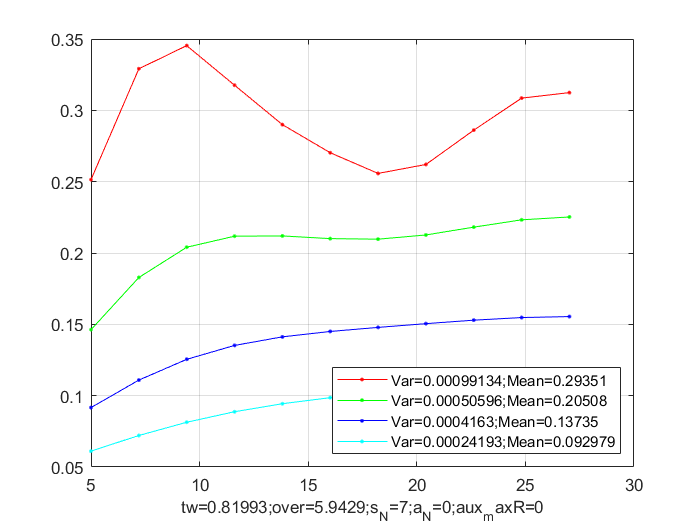 0.35
0.3
0.25
0.2
0.15
0.1
0.05
Var=0.00099134;Mean=0.29351
Var=0.00050596;Mean=0.20508
Var=0.0004163;Mean=0.13735
Var=0.00024193;Mean=0.092979
5 10 15 20 25 30
tw=0.81993;over=5.9429;s_N=7;a_N=0;aux_maxR=0